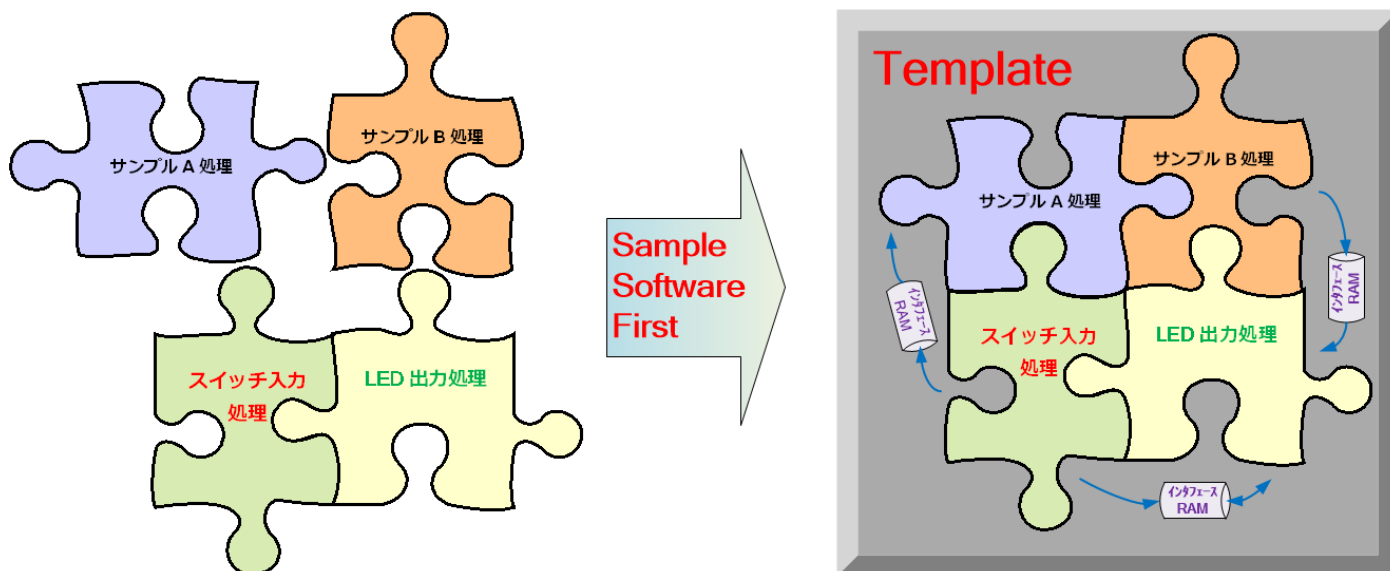 サンプル A 処理
サンプル B 処理
スイッチ入力
処理
LED 出力処理
Sample
Software
First
Template
サンプル B 処理
サンプル A 処理
インタフェース
RAM
インタフェース
RAM
スイッチ入力
処理
LED 出力処理
インタフェース
RAM